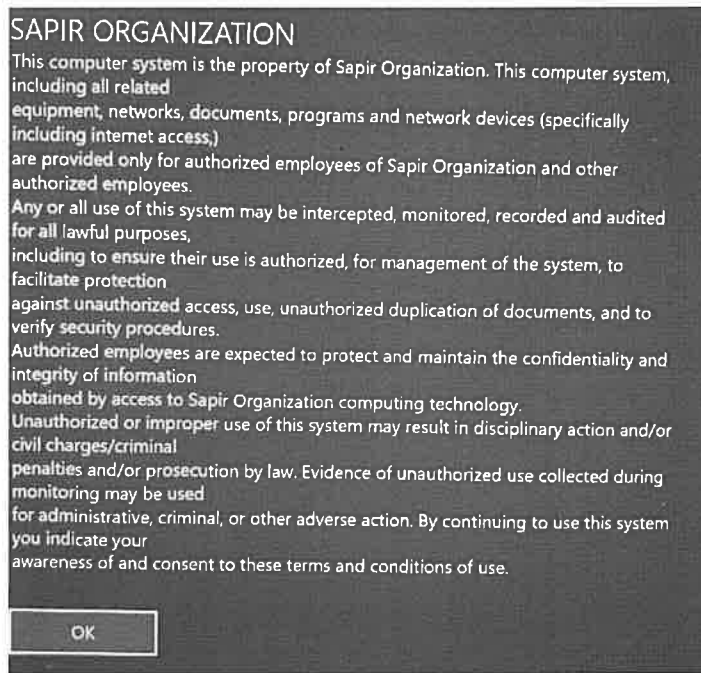 SAPIR ORGANIZATION
This computer system is the property of Sapir Organization. This computer system,
including all related
equipment, networks, documents, programs and network devices (specifically
including internet access,)
are provided only for authorized employees of Sapir Organization and other
authorized employees.
Any or all use of this system may be intercepted, monitored, recorded and audited
for all lawful purposes,
including to ensure their use is authorized, for management of the system, to
facilitate protection
against unauthorized access, use, unauthorized duplication of documents, and to
verify security procedures.
Authorized employees are expected to protect and maintain the confidentiality and
integrity of information
obtained by access to Sapir Organization computing technology.
Unauthorized or improper use of this system may result in disciplinary action and/or
civil charges/criminal
penalties and/or prosecution by law. Evidence of unauthorized use collected during
monitoring may be used
for administrative, criminal, or other adverse action. By continuing to use this system
you indicate your
awareness of and consent to these terms and conditions of use.
OK